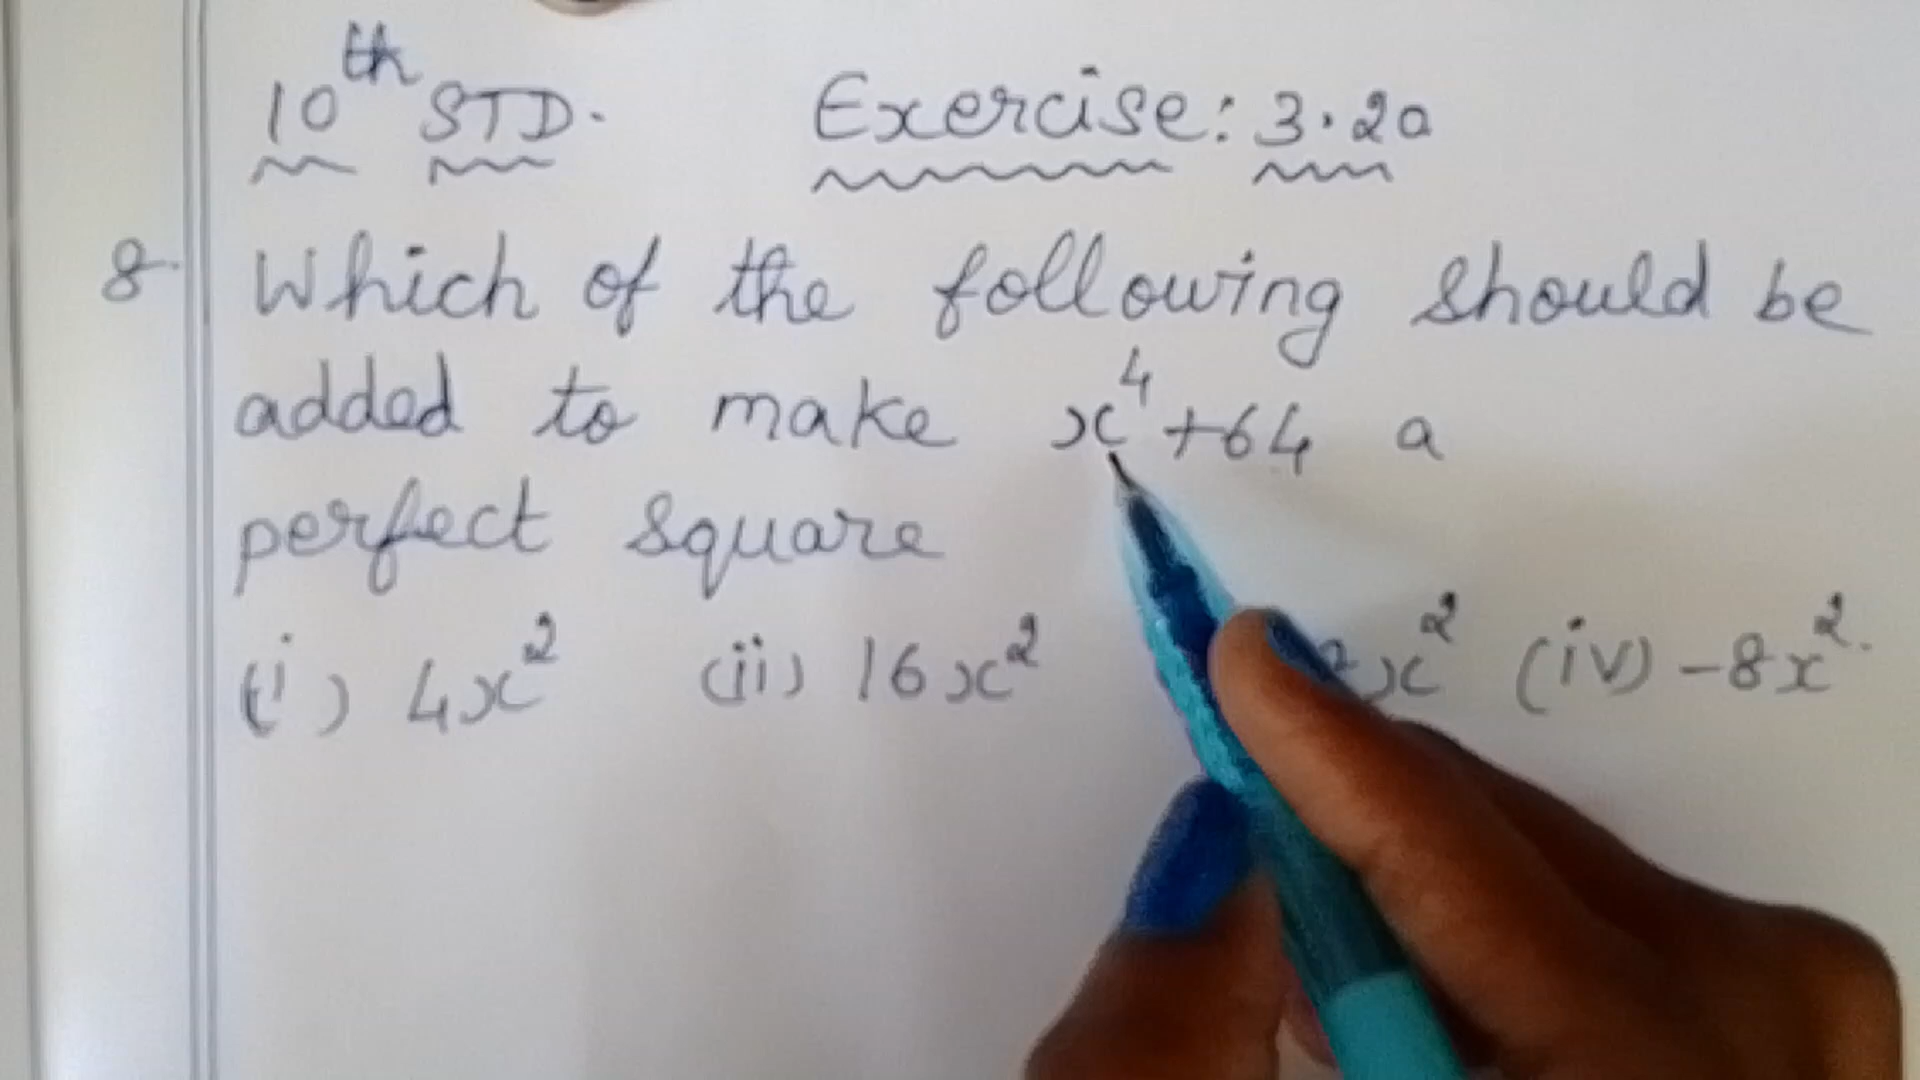 10th STD. Exercise: 3.20
8. Which of the following should be
added to make x⁴+64 a
perfect square
(i) 4x² (ii) 16x² x² (iv) -8x².